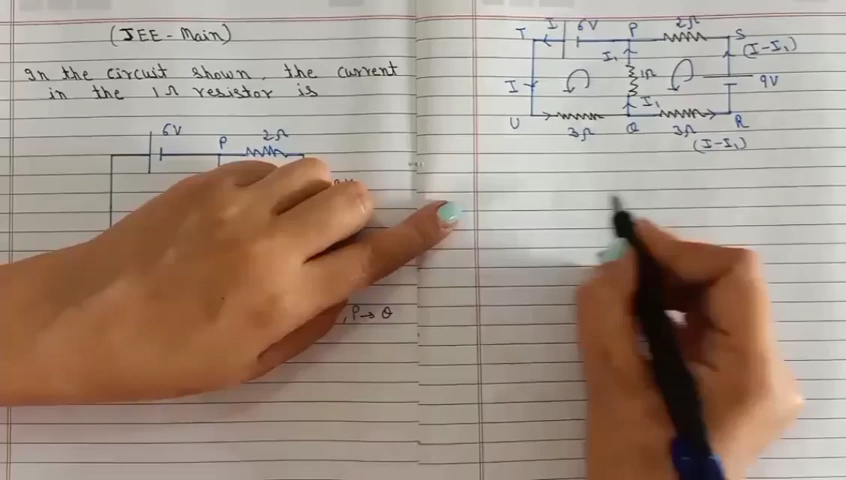 (JEE-Main)
In the circuit shown, the current
in the 1Ω resistor is
6V
P
2Ω
, P→Q
T
I
6V
P
2Ω
S
I₁
1Ω
(I-I₁)
I
9V
I₁
U
3Ω
Q
3Ω
R
(I-I₁)